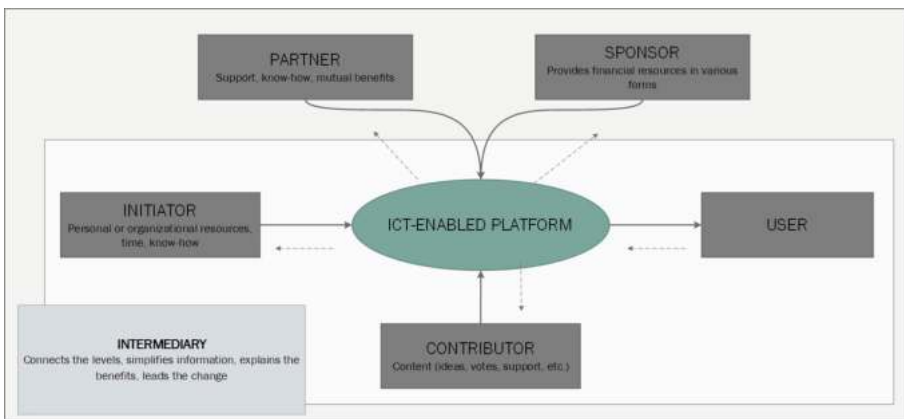 PARTNER
Support, know-how, mutual benefits
SPONSOR
Provides financial resources in various
forms
INITIATOR
Personal or organizational resources,
time, know-how
ICT-ENABLED PLATFORM
USER
INTERMEDIARY
Connects the levels, simplifies information, explains the
benefits, leads the change
CONTRIBUTOR
Content (ideas, votes, support, etc.)